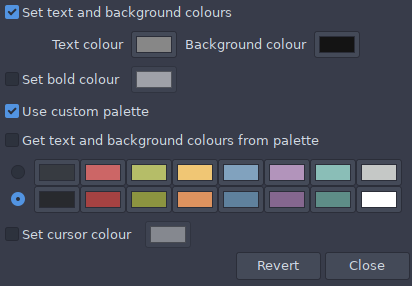 Set text and background colours
Text colour Background colour
Set bold colour
Use custom palette
Get text and background colours from palette
Set cursor colour
Revert Close